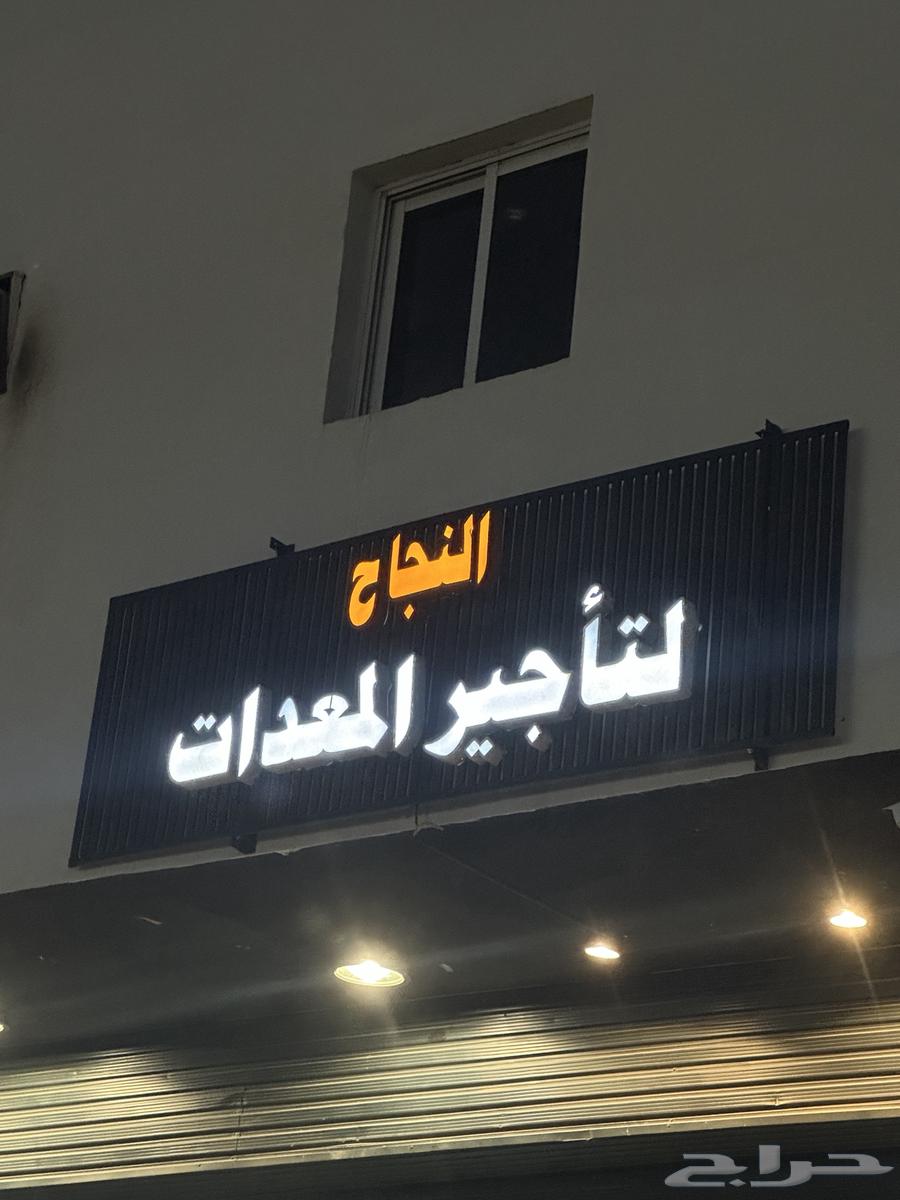 النجاح
لتأجير المعدات
حراج